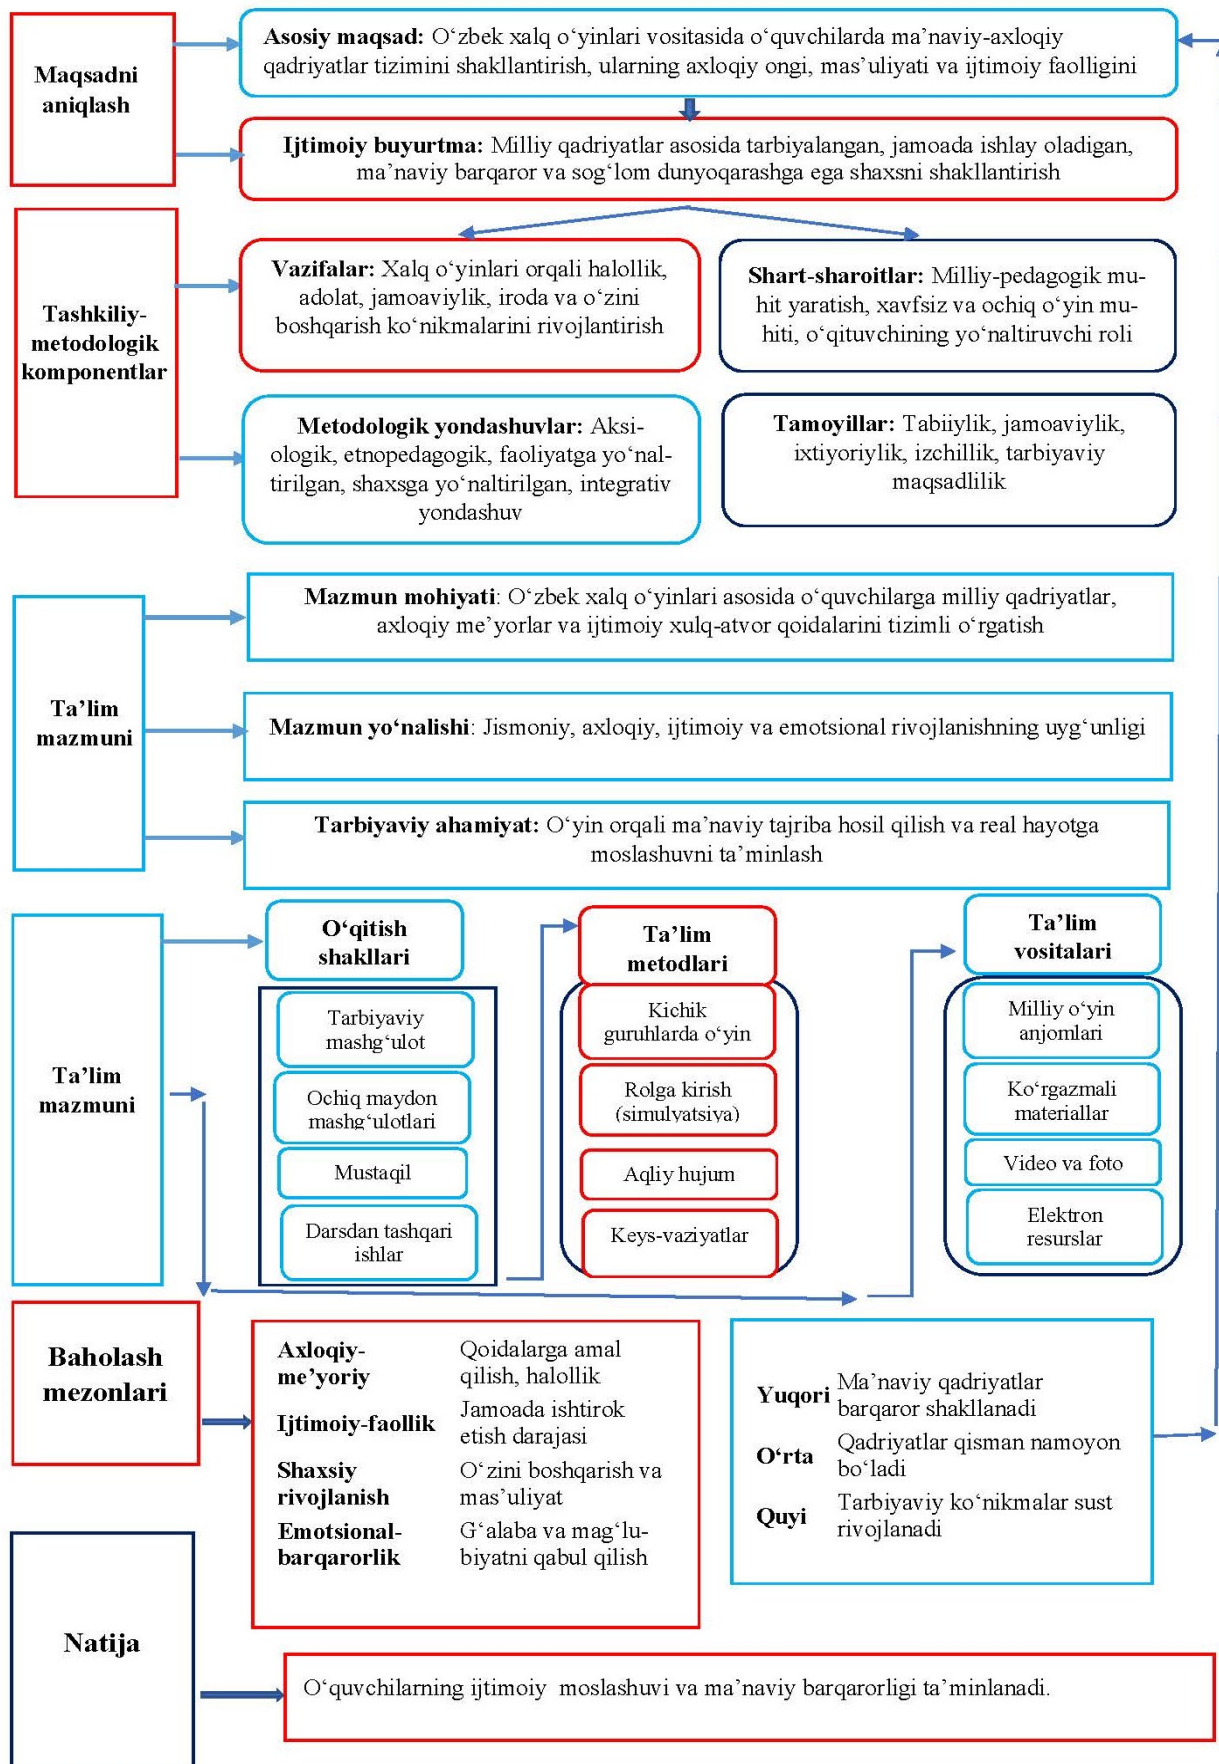 Maqsadni
aniqlash
Asosiy maqsad: O‘zbek xalq o‘yinlari vositasida o‘quvchilarda ma’naviy-axloqiy
qadriyatlar tizimini shakllantirish, ularning axloqiy ongi, mas’uliyati va ijtimoiy faolligini
Ijtimoiy buyurtma: Milliy qadriyatlar asosida tarbiyalangan, jamoada ishlay oladigan,
ma’naviy barqaror va sog‘lom dunyoqarashga ega shaxsni shakllantirish
Tashkiliy-
metodologik
komponentlar
Vazifalar: Xalq o‘yinlari orqali halollik,
adolat, jamoaviylik, iroda va o‘zini
boshqarish ko‘nikmalarini rivojlantirish
Shart-sharoitlar: Milliy-pedagogik mu-
hit yaratish, xavfsiz va ochiq o‘yin mu-
hiti, o‘qituvchining yo‘naltiruvchi roli
Metodologik yondashuvlar: Aksi-
ologik, etnopedagogik, faoliyatga yo‘nal-
tirilgan, shaxsga yo‘naltirilgan, integrativ
yondashuv
Tamoyillar: Tabiiylik, jamoaviylik,
ixtiyoriylik, izchillik, tarbiyaviy
maqsadlilik
Ta’lim
mazmuni
Mazmun mohiyati: O‘zbek xalq o‘yinlari asosida o‘quvchilarga milliy qadriyatlar,
axloqiy me’yorlar va ijtimoiy xulq-atvor qoidalarini tizimli o‘rgatish
Mazmun yo‘nalishi: Jismoniy, axloqiy, ijtimoiy va emotsional rivojlanishning uyg‘unligi
Tarbiyaviy ahamiyat: O‘yin orqali ma’naviy tajriba hosil qilish va real hayotga
moslashuvni ta’minlash
Ta’lim
mazmuni
O‘qitish
shakllari
Tarbiyaviy
mashg‘ulot
Ochiq maydon
mashg‘ulotlari
Mustaqil
Darsdan tashqari
ishlar
Ta’lim
metodlari
Kichik
guruhlarda o‘yin
Rolga kirish
(simulyatsiya)
Aqliy hujum
Keys-vaziyatlar
Ta’lim
vositalari
Milliy o‘yin
anjomlari
Ko‘rgazmali
materiallar
Video va foto
Elektron
resurslar
Baholash
mezonlari
Axloqiy-
me’yoriy
Qoidalarga amal
qilish, halollik
Ijtimoiy-faollik
Jamoada ishtirok
etish darajasi
Shaxsiy
rivojlanish
O‘zini boshqarish va
mas’uliyat
Emotsional-
barqarorlik
G‘alaba va mag‘lu-
biyatni qabul qilish
Yuqori
Ma’naviy qadriyatlar
barqaror shakllanadi
O‘rta
Qadriyatlar qisman namoyon
bo‘ladi
Quyi
Tarbiyaviy ko‘nikmalar sust
rivojlanadi
Natija
O‘quvchilarning ijtimoiy moslashuvi va ma’naviy barqarorligi ta’minlanadi.